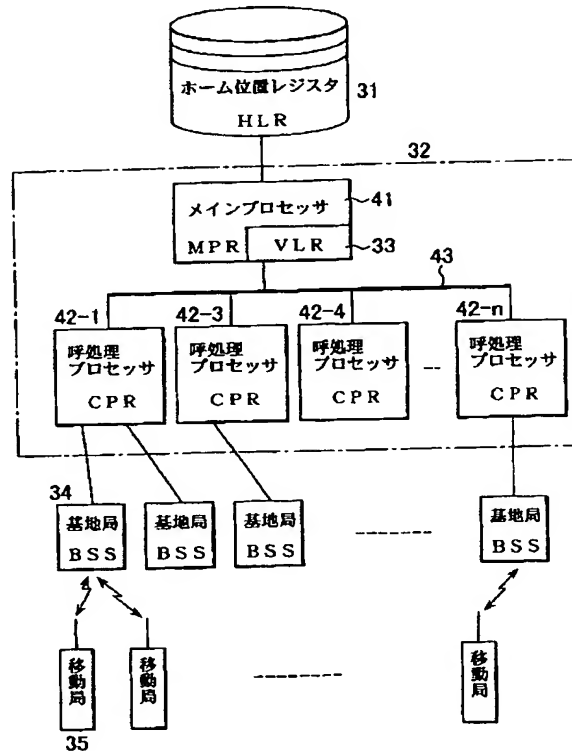 ホーム位置レジスタ
HLR
31
32
メインプロセッサ
MPR
VLR
41
33
43
42-1
42-3
42-4
42-n
呼処理
プロセッサ
CPR
呼処理
プロセッサ
CPR
呼処理
プロセッサ
CPR
呼処理
プロセッサ
CPR
34
基地局
BSS
基地局
BSS
基地局
BSS
基地局
BSS
移動局
移動局
移動局
35